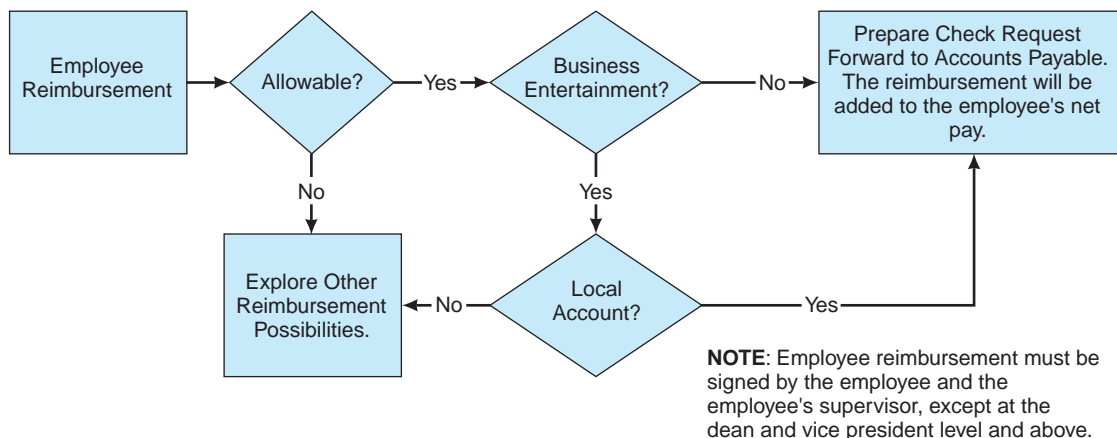 Employee
Reimbursement
Allowable?
Yes
Business
Entertainment?
No
Prepare Check Request
Forward to Accounts Payable.
The reimbursement will be
added to the employee's net
pay.
No
Yes
Explore Other
Reimbursement
Possibilities.
No
Local
Account?
Yes
NOTE: Employee reimbursement must be
signed by the employee and the
employee's supervisor, except at the
dean and vice president level and above.